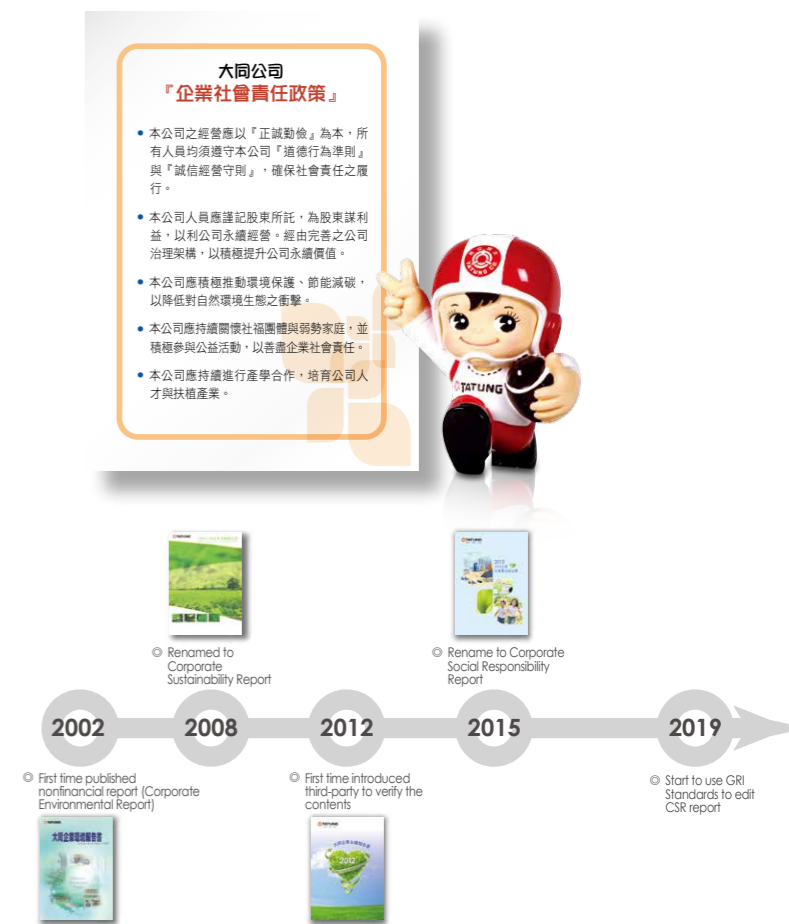 大同公司
『企業社會責任政策』
● 本公司之經營應以『正誠勤儉』為本，所
有人員均須遵守本公司『道德行為準則』
與『誠信經營守則』，確保社會責任之履
行。
● 本公司人員應謹記股東所託，為股東謀利
益，以利公司永續經營。經由完善之公司
治理架構，以積極提升公司永續價值。
● 本公司應積極推動環境保護、節能減碳，
以降低對自然環境生態之衝擊。
● 本公司應持續關懷社福團體與弱勢家庭，並
積極參與公益活動，以善盡企業社會責任。
● 本公司應持續進行產學合作，培育公司人
才與扶植產業。
TATUNG CO.
TATUNG
TATUNG
TATUNG
2015
◎ Renamed to
Corporate
Sustainability Report
◎ Rename to Corporate
Social Responsibility
Report
2002
2008
2012
2015
2019
◎ First time published
nonfinancial report (Corporate
Environmental Report)
◎ First time introduced
third-party to verify the
contents
◎ Start to use GRI
Standards to edit
CSR report
TATUNG
大同企業環境報告書
TATUNG
2012